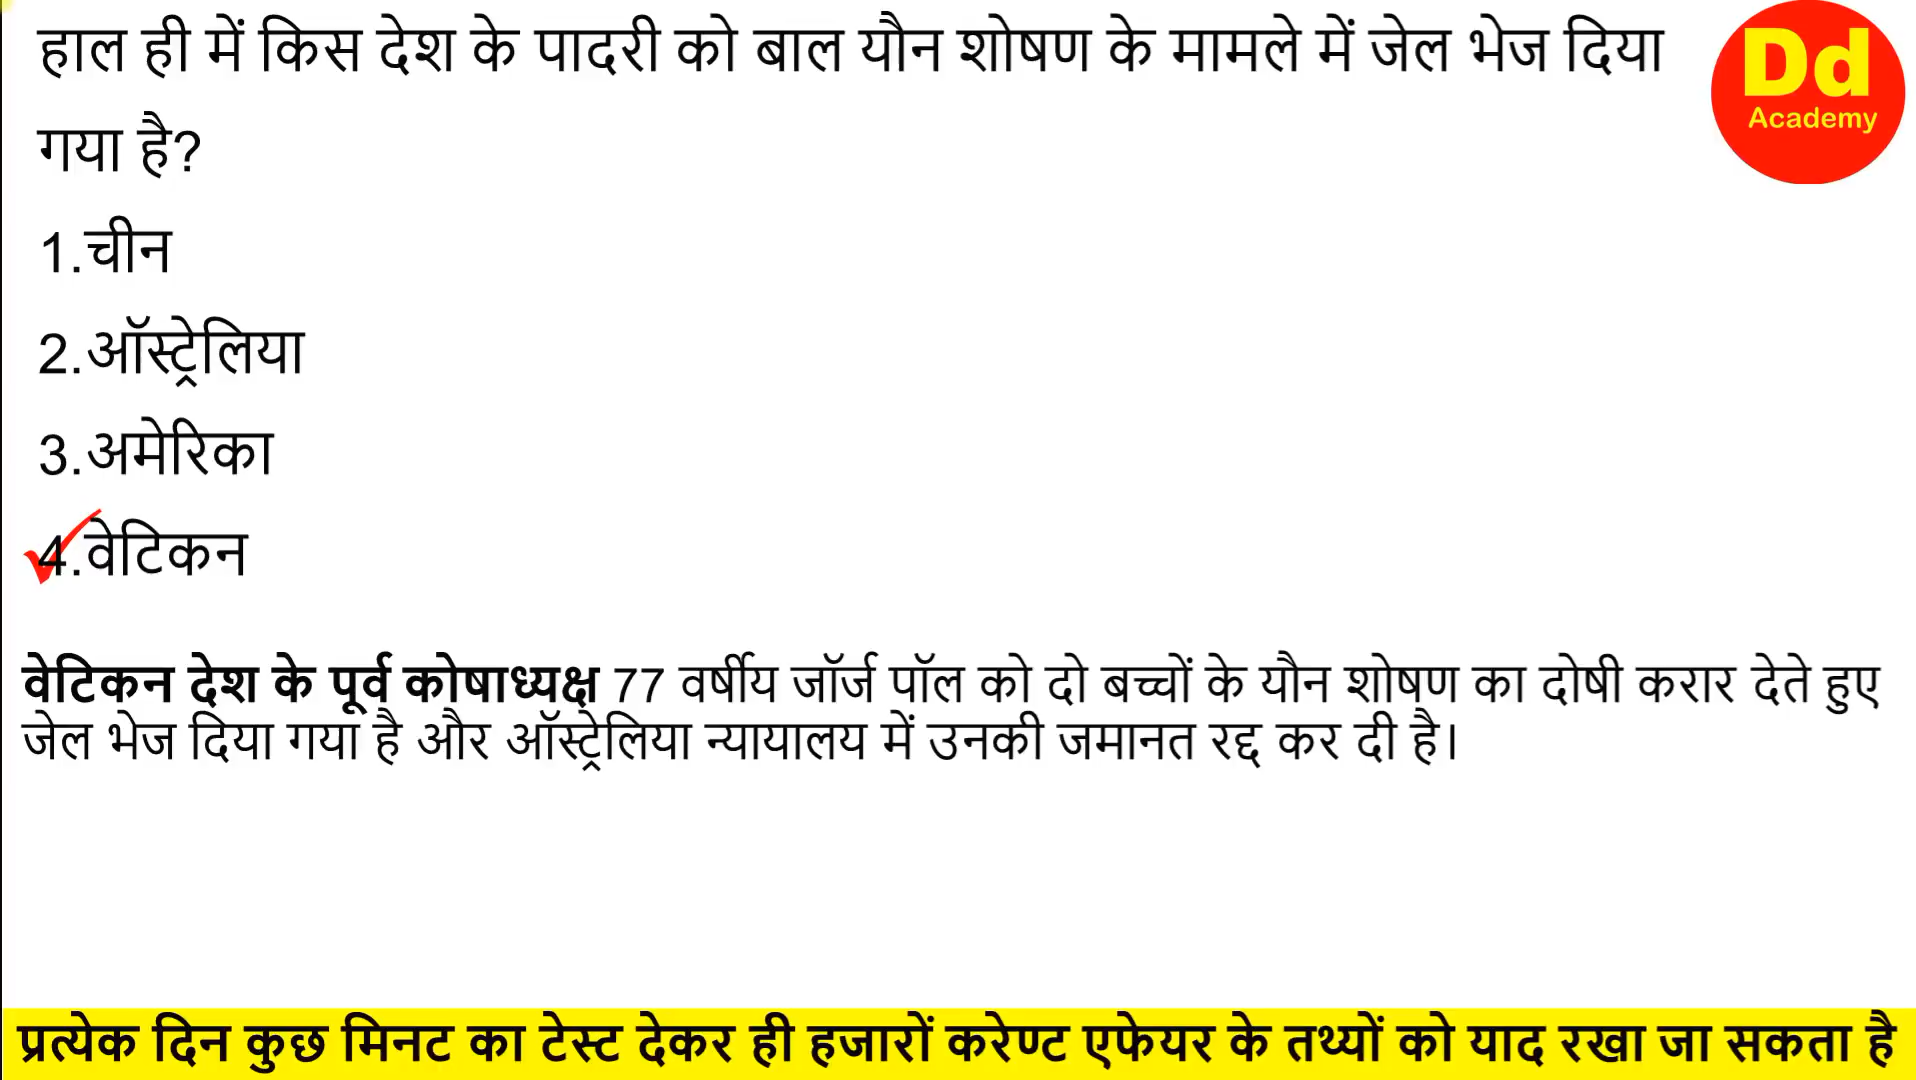 हाल ही में किस देश के पादरी को बाल यौन शोषण के मामले में जेल भेज दिया
गया है?
1.चीन
2.ऑस्ट्रेलिया
3.अमेरिका
4.वेटिकन
वेटिकन देश के पूर्व कोषाध्यक्ष 77 वर्षीय जॉर्ज पॉल को दो बच्चों के यौन शोषण का दोषी करार देते हुए
जेल भेज दिया गया है और ऑस्ट्रेलिया न्यायालय में उनकी जमानत रद्द कर दी है।
Dd
Academy
प्रत्येक दिन कुछ मिनट का टेस्ट देकर ही हजारों करेण्ट एफेयर के तथ्यों को याद रखा जा सकता है